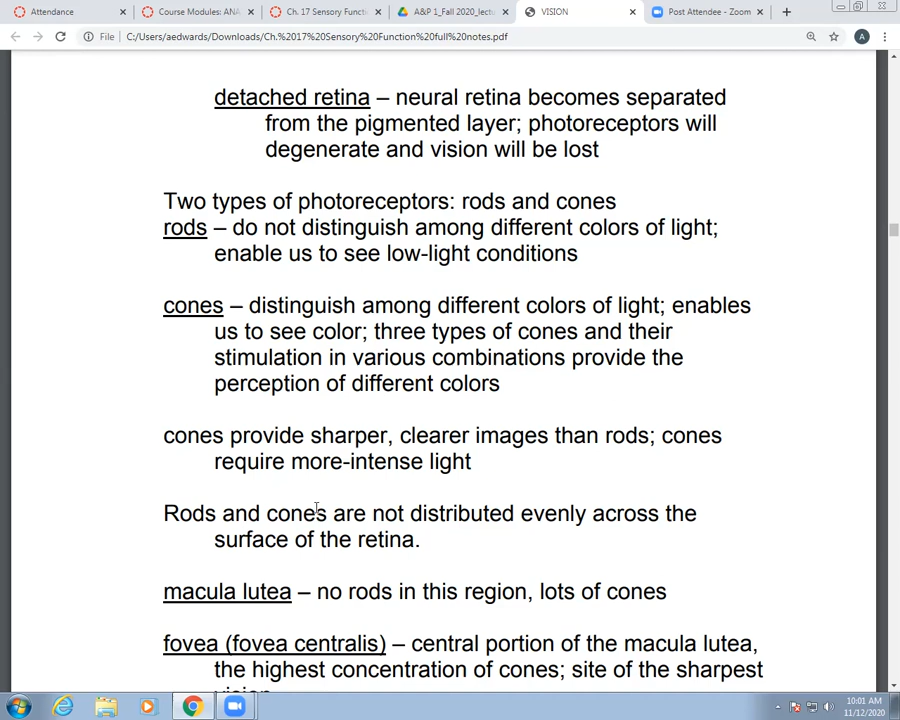 Attendance
Course Modules: ANA
Ch. 17 Sensory Functi
A&P 1_Fall 2020_lectu
VISION
Post Attendee - Zoom
File
C:/Users/aedwards/Downloads/Ch.%2017%20Sensory%20Function%20full%20notes.pdf
A
detached retina – neural retina becomes separated
from the pigmented layer; photoreceptors will
degenerate and vision will be lost
Two types of photoreceptors: rods and cones
rods – do not distinguish among different colors of light;
enable us to see low-light conditions
cones – distinguish among different colors of light; enables
us to see color; three types of cones and their
stimulation in various combinations provide the
perception of different colors
cones provide sharper, clearer images than rods; cones
require more-intense light
Rods and cones are not distributed evenly across the
surface of the retina.
macula lutea – no rods in this region, lots of cones
fovea (fovea centralis) – central portion of the macula lutea,
the highest concentration of cones; site of the sharpest
10:01 AM
11/12/2020